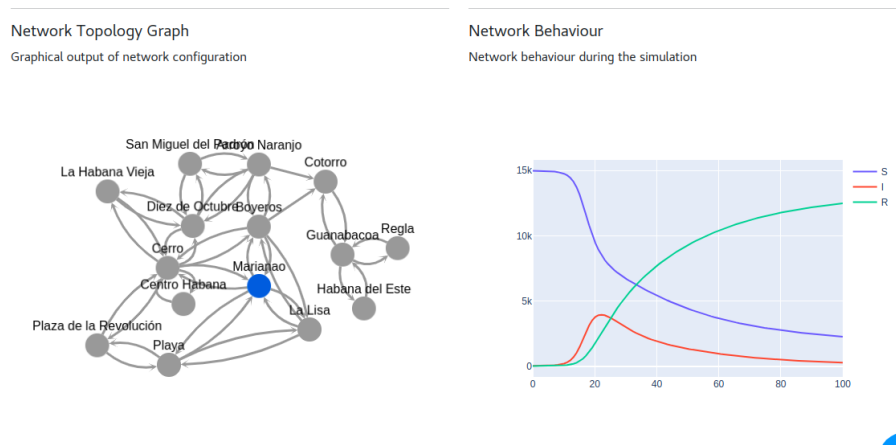 Network Topology Graph
Graphical output of network configuration
San Miguel del Padrón
Arroyo Naranjo
Cotorro
La Habana Vieja
Diez de Octubre
Boyeros
Guanabacoa
Regla
Cerro
Marianao
Centro Habana
Habana del Este
La Lisa
Plaza de la Revolución
Playa
Network Behaviour
Network behaviour during the simulation
15k
10k
5k
0
0 20 40 60 80 100
S
I
R